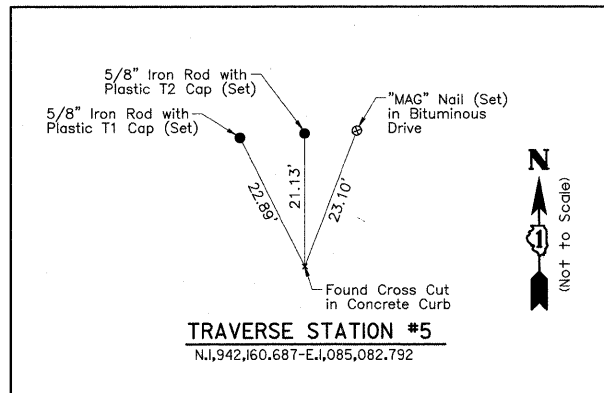 5/8" Iron Rod with
Plastic T2 Cap (Set)
5/8" Iron Rod with
Plastic T1 Cap (Set)
"MAG" Nail (Set)
in Bituminous
Drive
22.89'
21.13'
23.10'
Found Cross Cut
in Concrete Curb
N
1
(Not to Scale)
TRAVERSE STATION #5
N.1,942,160.687-E.1,085,082.792